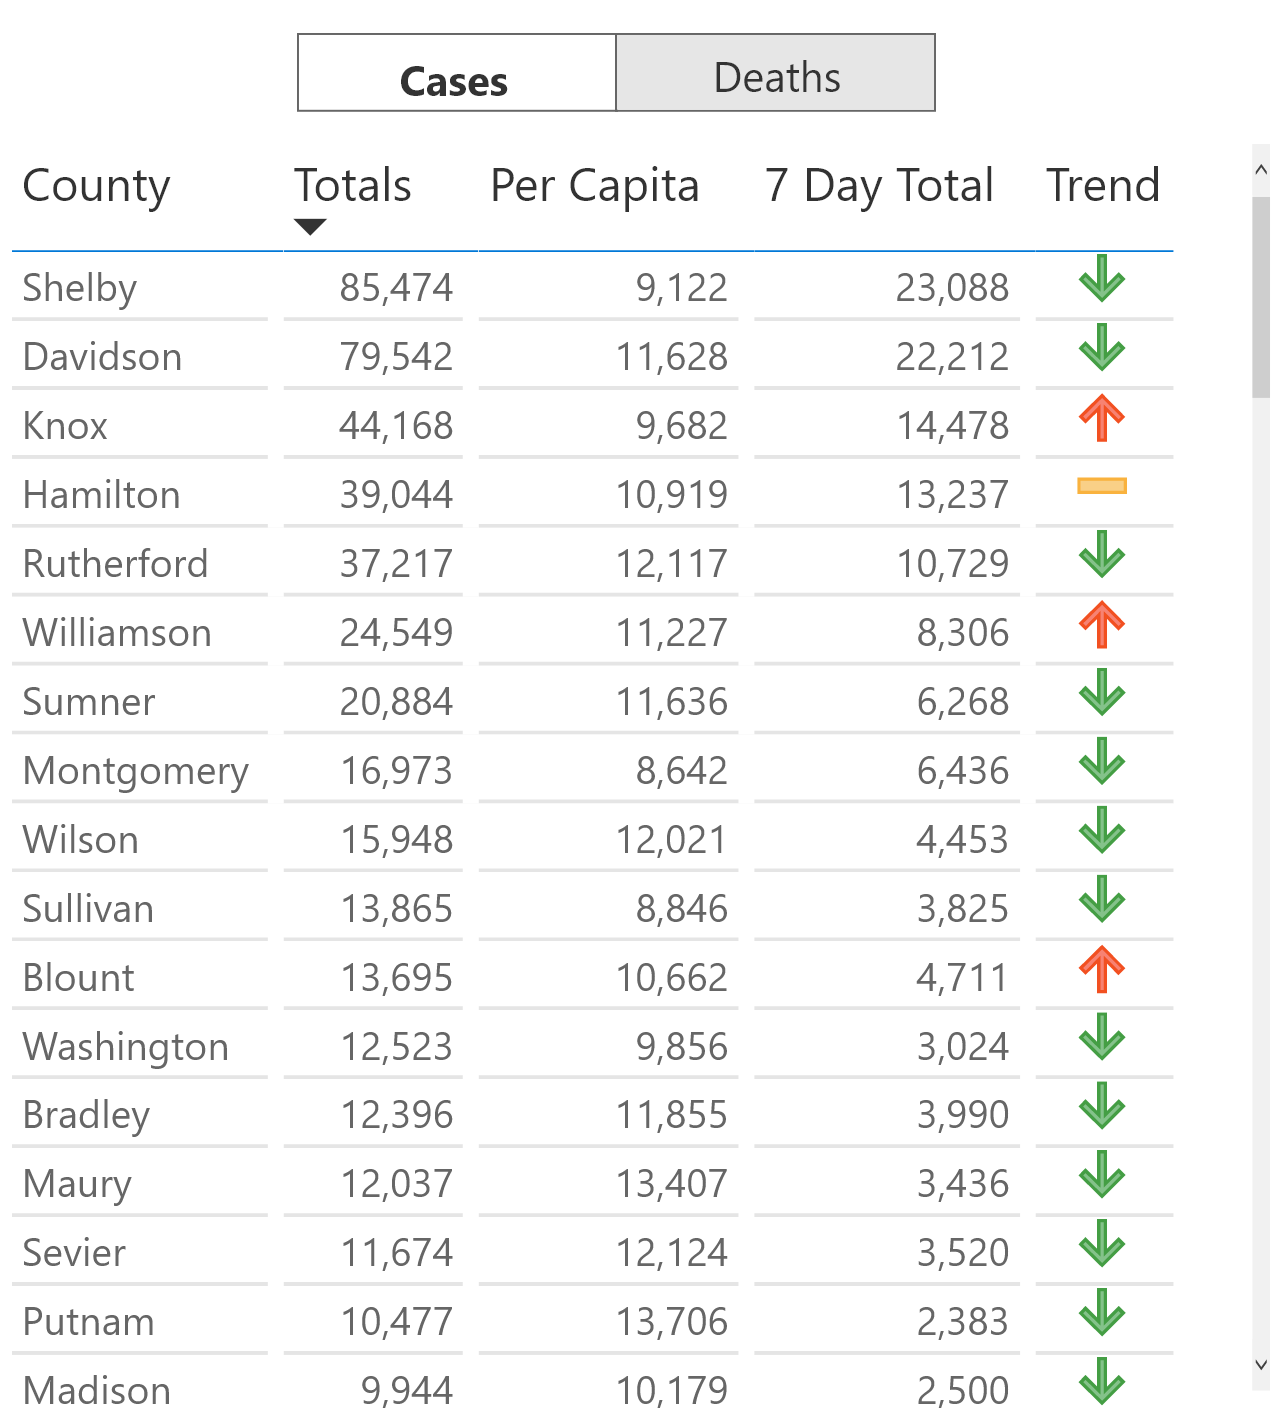 Cases Deaths
County Totals Per Capita 7 Day Total Trend
Shelby 85,474 9,122 23,088
Davidson 79,542 11,628 22,212
Knox 44,168 9,682 14,478
Hamilton 39,044 10,919 13,237
Rutherford 37,217 12,117 10,729
Williamson 24,549 11,227 8,306
Sumner 20,884 11,636 6,268
Montgomery 16,973 8,642 6,436
Wilson 15,948 12,021 4,453
Sullivan 13,865 8,846 3,825
Blount 13,695 10,662 4,711
Washington 12,523 9,856 3,024
Bradley 12,396 11,855 3,990
Maury 12,037 13,407 3,436
Sevier 11,674 12,124 3,520
Putnam 10,477 13,706 2,383
Madison 9,944 10,179 2,500